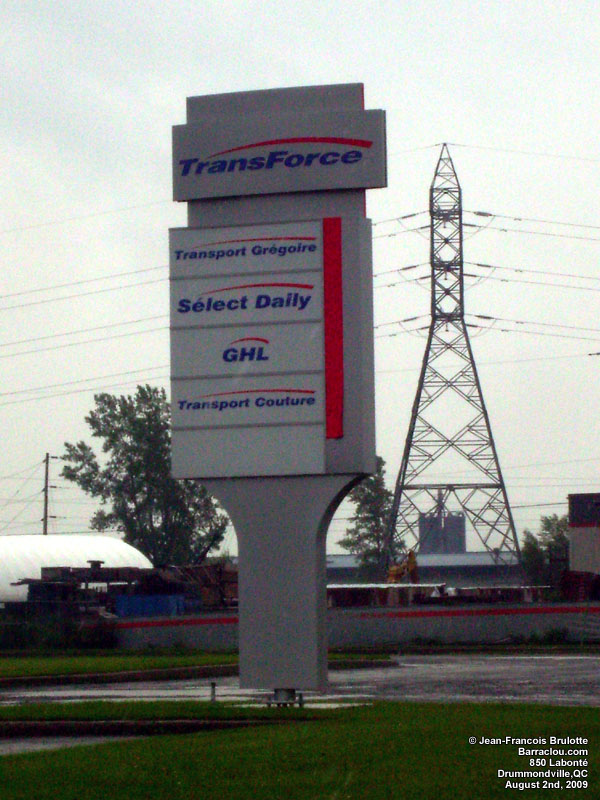 TransForce
Transport Grégoire
Sélect Daily
GHL
Transport Couture
© Jean-Francois Brulotte
Barraclou.com
850 Labonté
Drummondville,QC
August 2nd, 2009